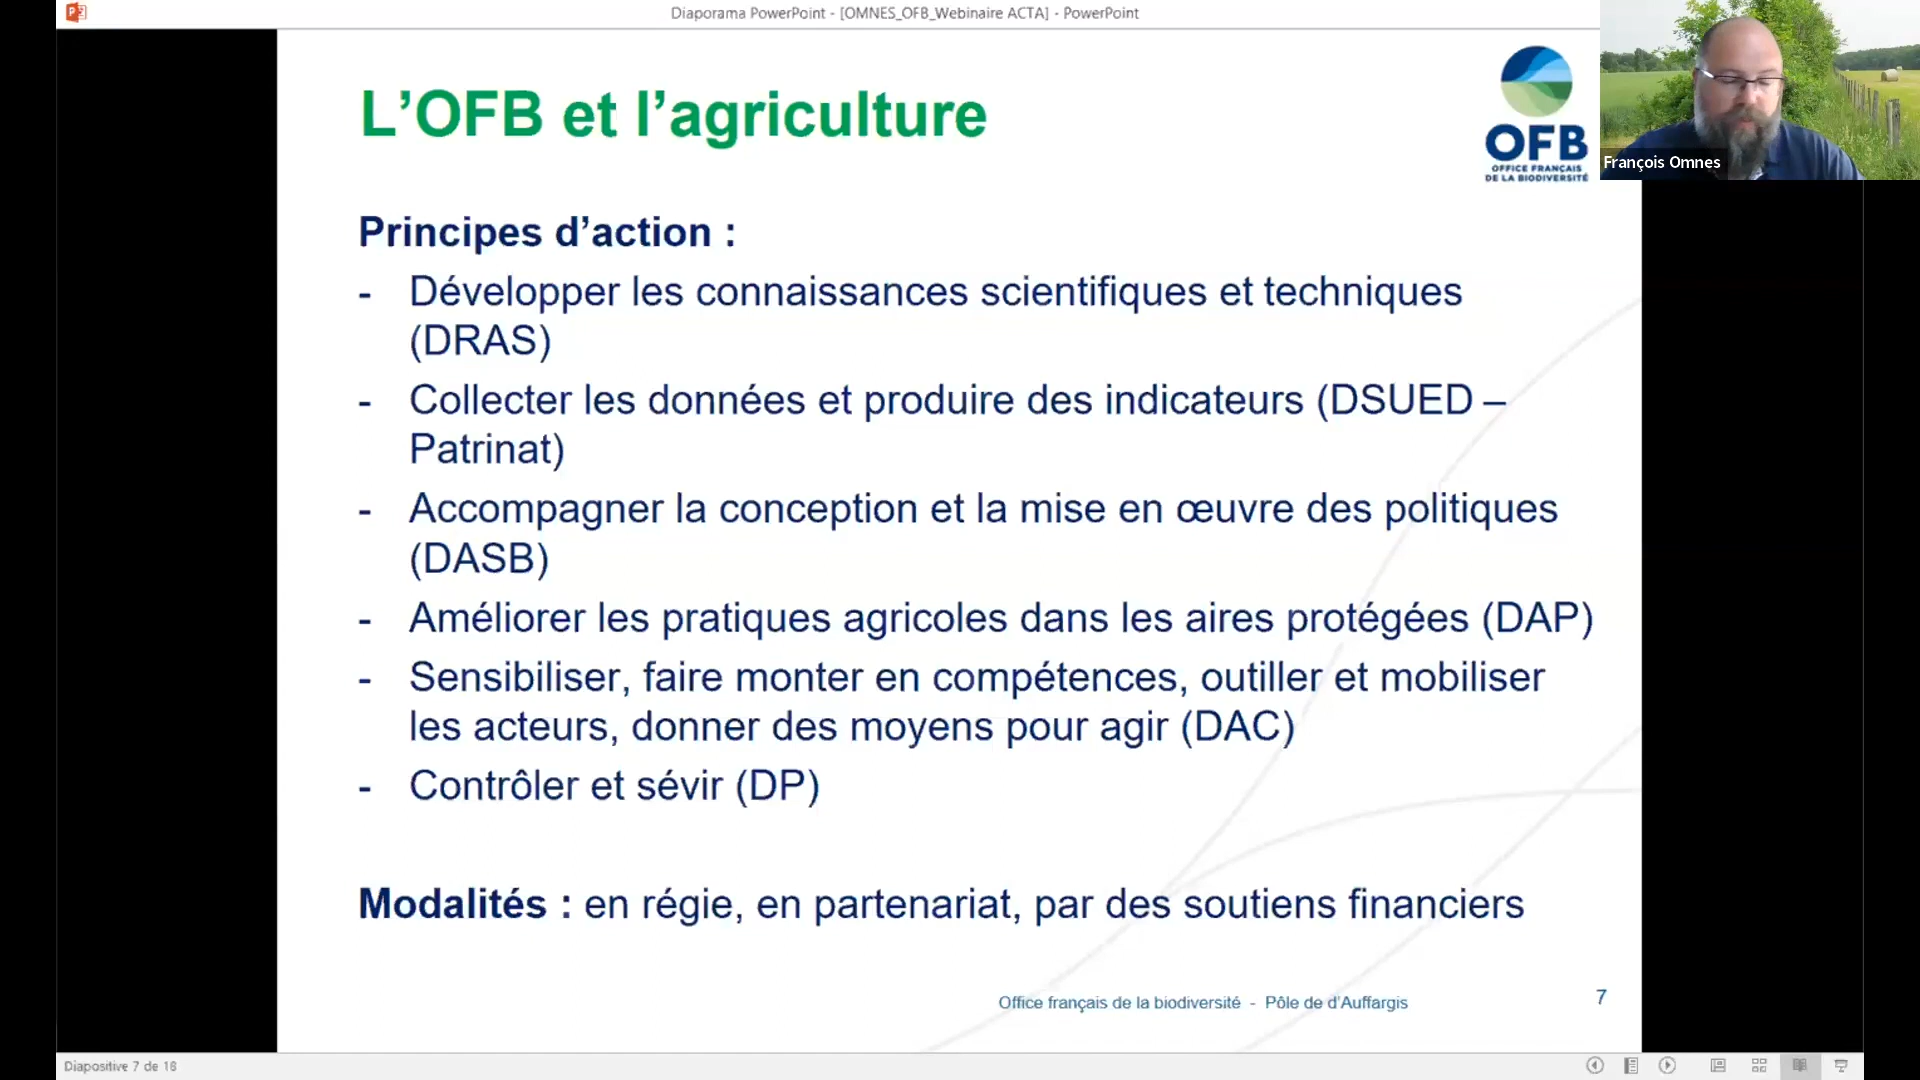 Diaporama PowerPoint - [OMNES_OFB_Webinaire ACTA] - PowerPoint
L’OFB et l’agriculture
OFB
OFFICE FRANÇAIS
DE LA BIODIVERSITÉ
François Omnes
Principes d’action :
- Développer les connaissances scientifiques et techniques
(DRAS)
- Collecter les données et produire des indicateurs (DSUED –
Patrinat)
- Accompagner la conception et la mise en œuvre des politiques
(DASB)
- Améliorer les pratiques agricoles dans les aires protégées (DAP)
- Sensibiliser, faire monter en compétences, outiller et mobiliser
les acteurs, donner des moyens pour agir (DAC)
- Contrôler et sévir (DP)
Modalités : en régie, en partenariat, par des soutiens financiers
Office français de la biodiversité - Pôle de d’Auffargis
7
Diapositive 7 de 18